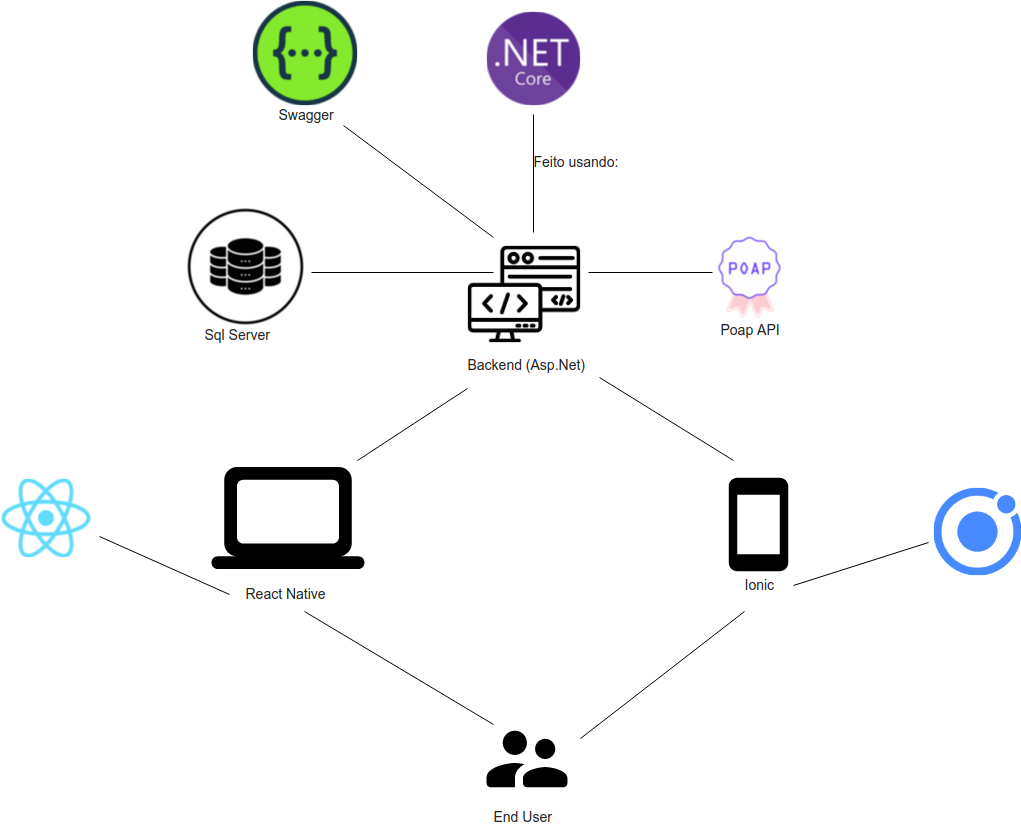 .NET
Core
Swagger
Feito usando:
POAP
Sql Server
Poap API
Backend (Asp.Net)
React Native
Ionic
End User